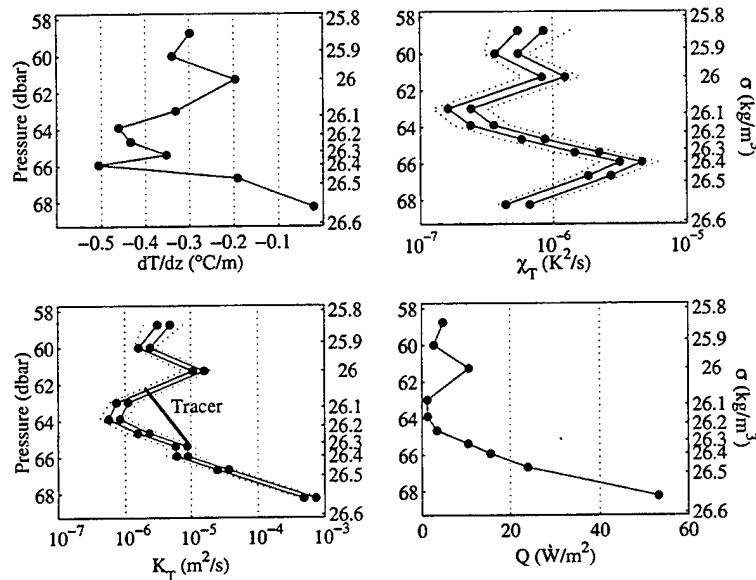 58 25.8 58 25.8
60 25.9 60 25.9
62 26 62 26
64 26.1 64 26.1
66 26.2 66 26.2
68 26.3 68 26.3
26.4 26.4
26.5 26.5
26.6 26.6
Pressure (dbar)
σ (kg/m³)
−0.5 −0.4 −0.3 −0.2 −0.1
dT/dz (°C/m)
10⁻⁷ 10⁻⁶ 10⁻⁵
χ_T (K²/s)
58 25.8 58 25.8
60 25.9 60 25.9
62 26 62 26
64 26.1 64 26.1
66 26.2 66 26.2
68 26.3 68 26.3
26.4 26.4
26.5 26.5
26.6 26.6
Pressure (dbar)
Tracer
σ (kg/m³)
10⁻⁷ 10⁻⁶ 10⁻⁵ 10⁻⁴ 10⁻³
K_T (m²/s)
0 20 40 60
Q (W/m²)